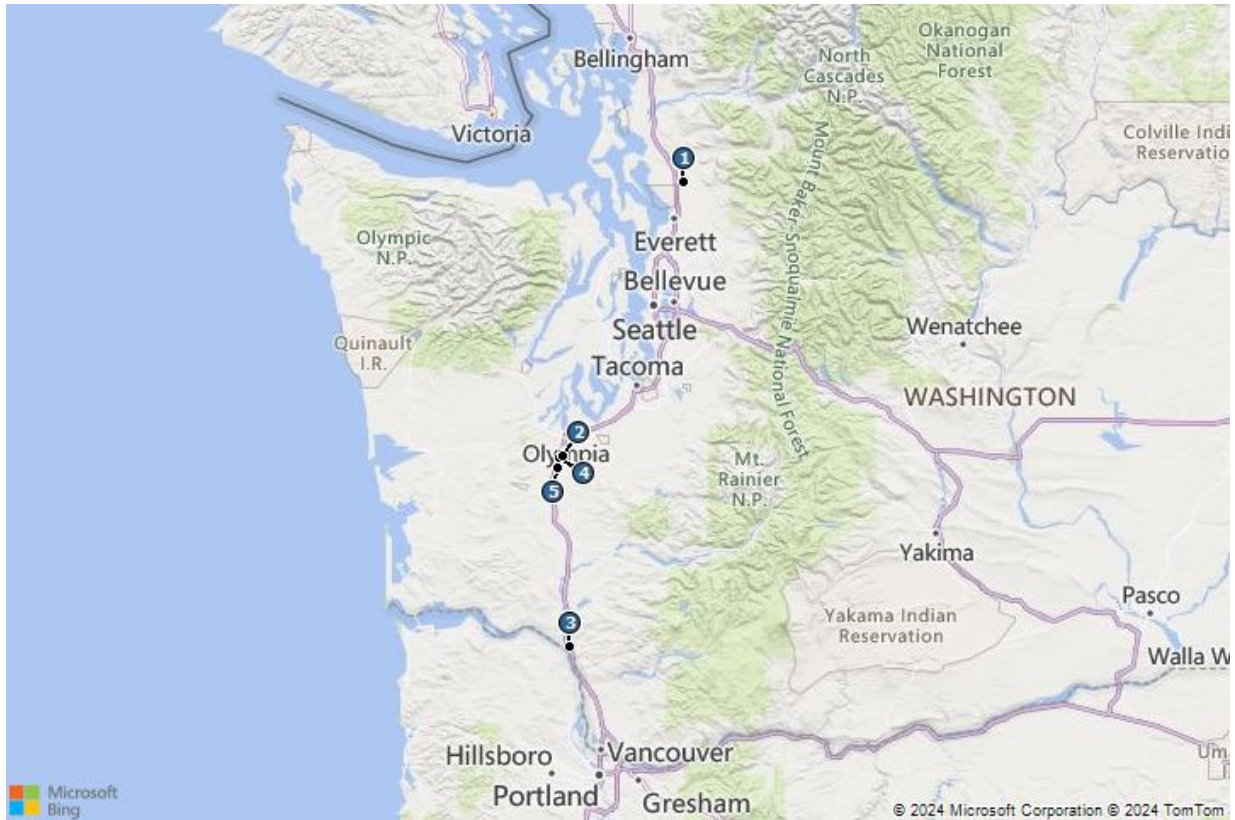 Bellingham
North
Cascades
N.P.
Okanogan
National
Forest
Victoria
Colville Indi
Reservatio
1
Mount Baker-Snoqualmie National Forest
Olympic
N.P.
Everett
Bellevue
Seattle
Quinault
I.R.
Tacoma
Wenatchee
WASHINGTON
2
Olympia
4
5
Mt.
Rainier
N.P.
Yakima
Pasco
3
Yakama Indian
Reservation
Walla W
Hillsboro
Vancouver
Portland
Gresham
Um
Microsoft
Bing
© 2024 Microsoft Corporation © 2024 TomTom